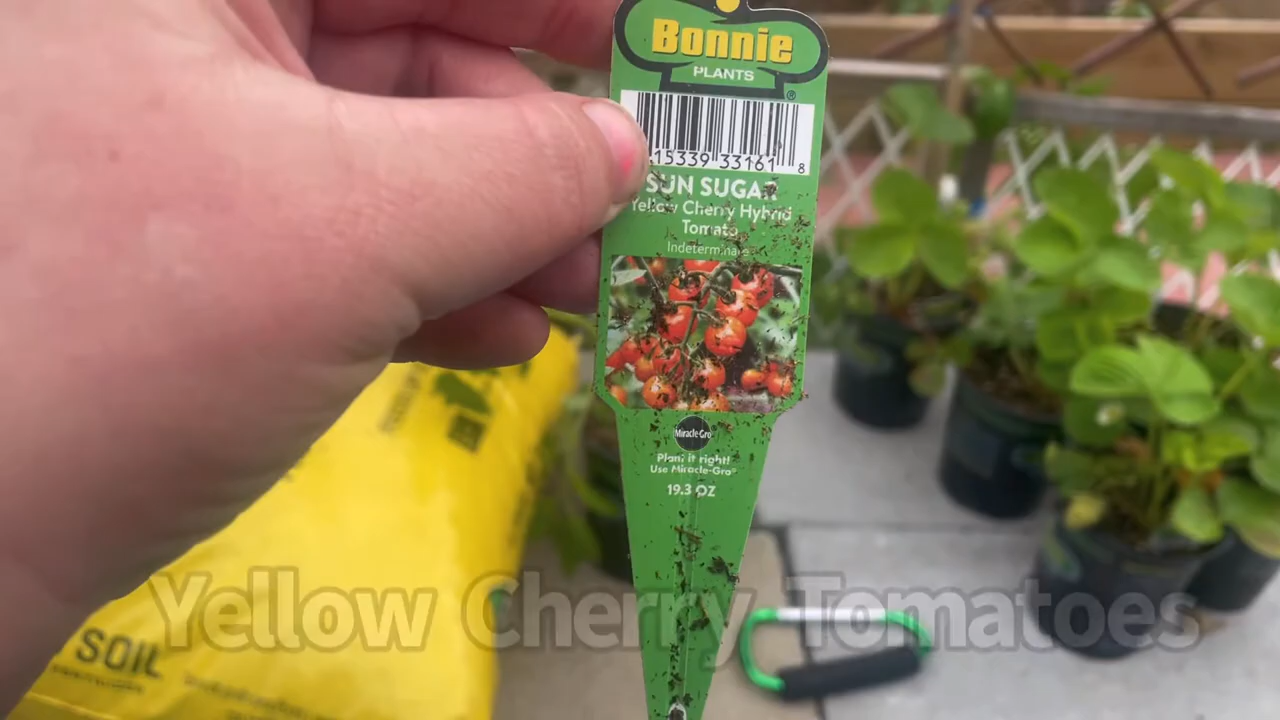 Bonnie
PLANTS
®
15339 33161 8
SUN SUGAR
Yellow Cherry Hybrid
Tomato
Indeterminate
Miracle-Gro
Plant it right!
Use Miracle-Gro®
19.3 OZ
Yellow Cherry Tomatoes
SOIL